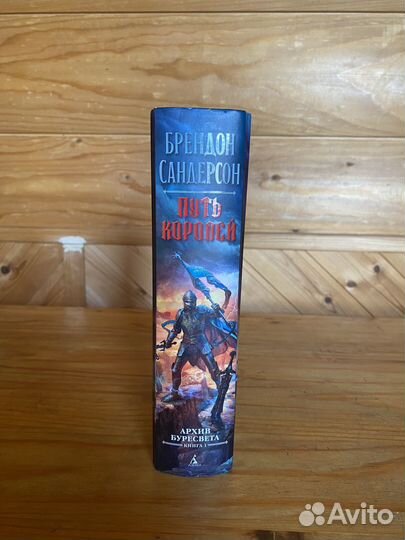 БРЕНДОН
САНДЕРСОН
ПУТЬ
КОРОЛЕЙ
АРХИВ
БУРЕСВЕТА
КНИГА 1
Avito